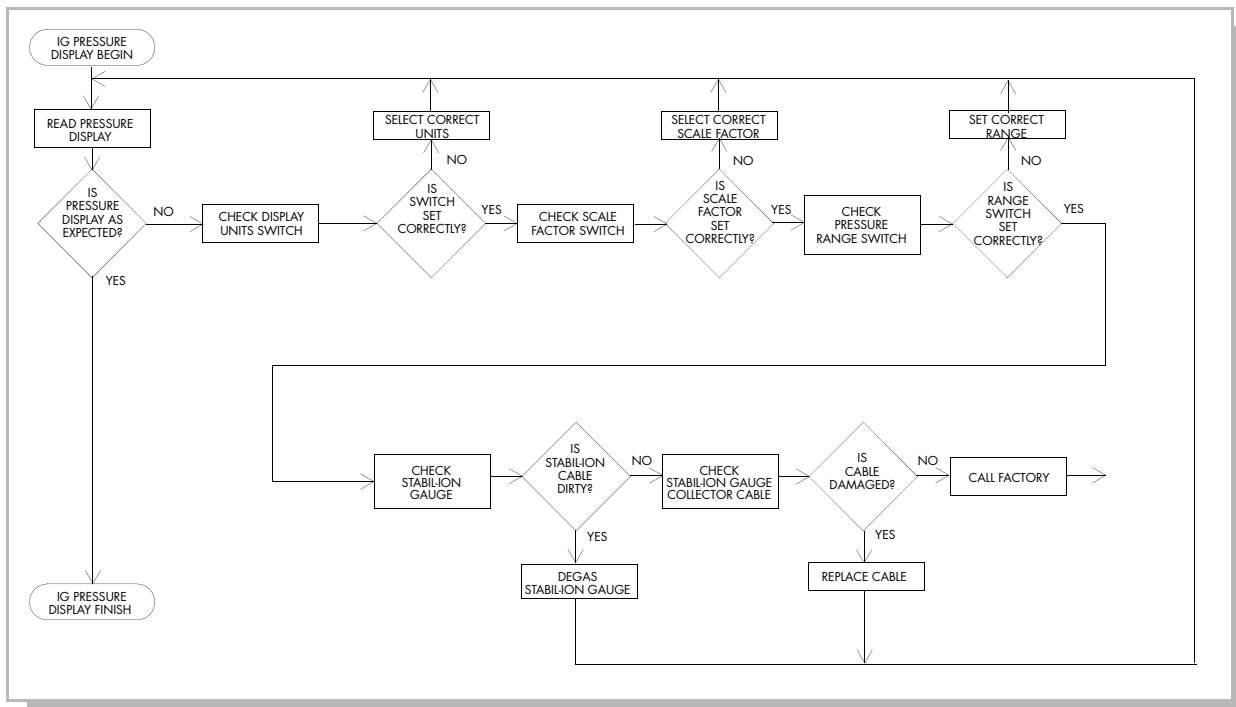 IG PRESSURE
DISPLAY BEGIN
READ PRESSURE
DISPLAY
IS
PRESSURE
DISPLAY AS
EXPECTED?
NO
YES
CHECK DISPLAY
UNITS SWITCH
SELECT CORRECT
UNITS
NO
IS
SWITCH
SET
CORRECTLY?
YES
CHECK SCALE
FACTOR SWITCH
SELECT CORRECT
SCALE FACTOR
NO
IS
SCALE
FACTOR
SET
CORRECTLY?
YES
CHECK
PRESSURE
RANGE SWITCH
SET CORRECT
RANGE
NO
IS
RANGE
SWITCH
SET
CORRECTLY?
YES
CHECK
STABIL-ION
GAUGE
IS
STABIL-ION
CABLE
DIRTY?
NO
YES
DEGAS
STABIL-ION GAUGE
CHECK
STABIL-ION GAUGE
COLLECTOR CABLE
IS
CABLE
DAMAGED?
NO
YES
REPLACE CABLE
CALL FACTORY
IG PRESSURE
DISPLAY FINISH